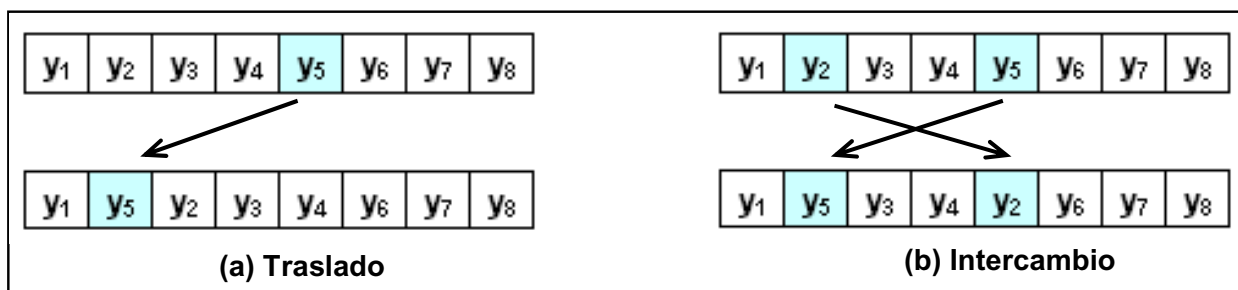 y1 y2 y3 y4 y5 y6 y7 y8
y1 y5 y2 y3 y4 y6 y7 y8
(a) Traslado
y1 y2 y3 y4 y5 y6 y7 y8
y1 y5 y3 y4 y2 y6 y7 y8
(b) Intercambio